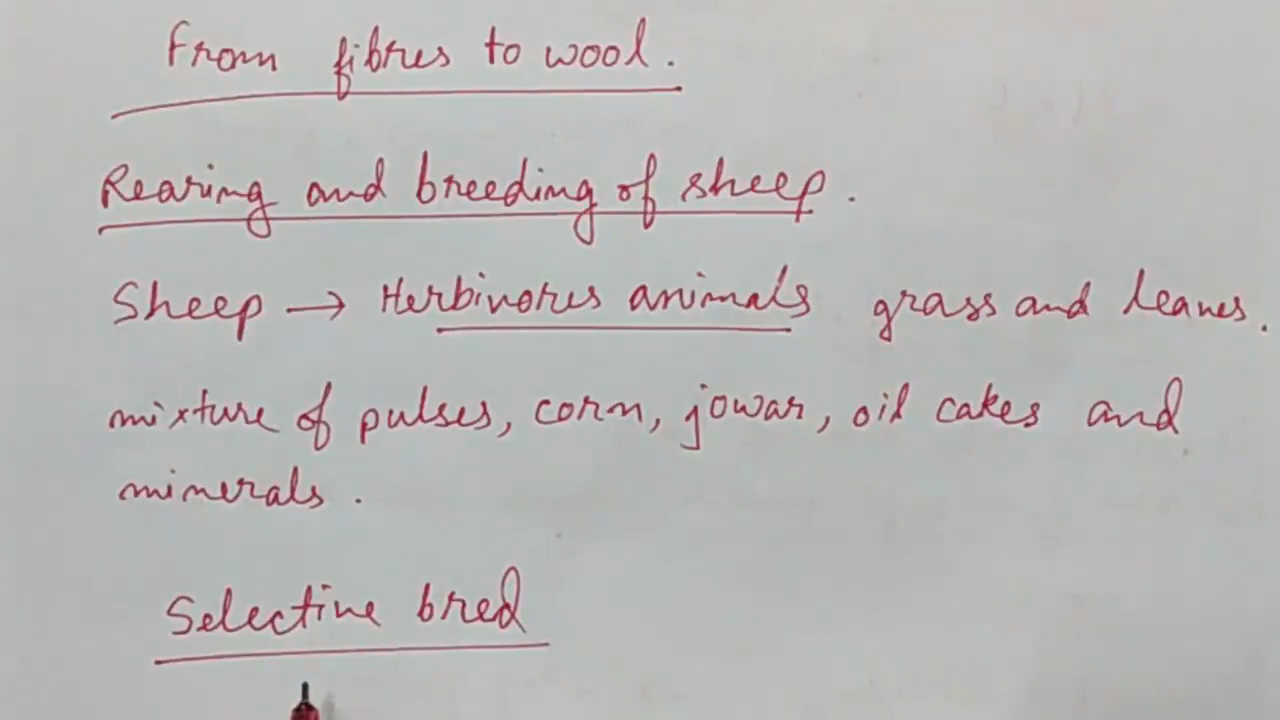 From fibres to wool.
Rearing and breeding of sheep.
Sheep → Herbivores animals grass and leaves.
mixture of pulses, corn, jowar, oil cakes and
minerals.
Selective bred